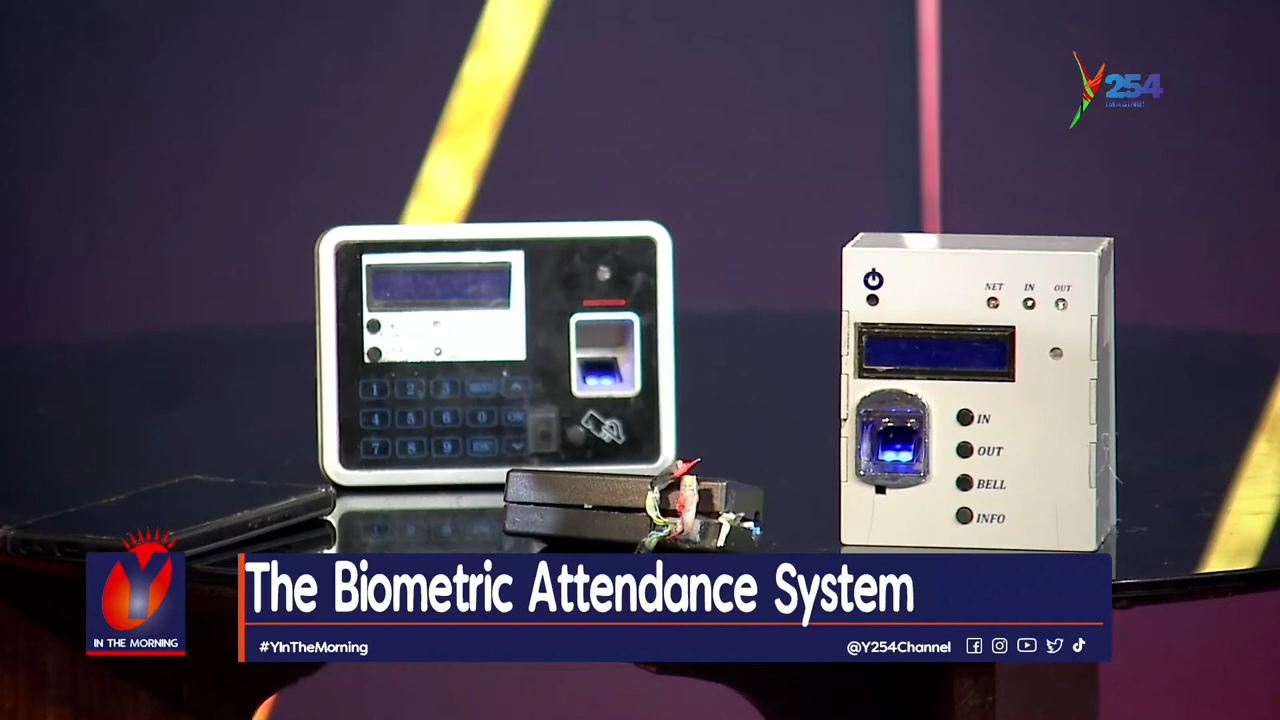 254
IMAGINE!
NET IN OUT
1 2 3
4 5 6 0 OK
7 8 9 ESC
IN
OUT
BELL
INFO
Y
IN THE MORNING
The Biometric Attendance System
#YInTheMorning
@Y254Channel